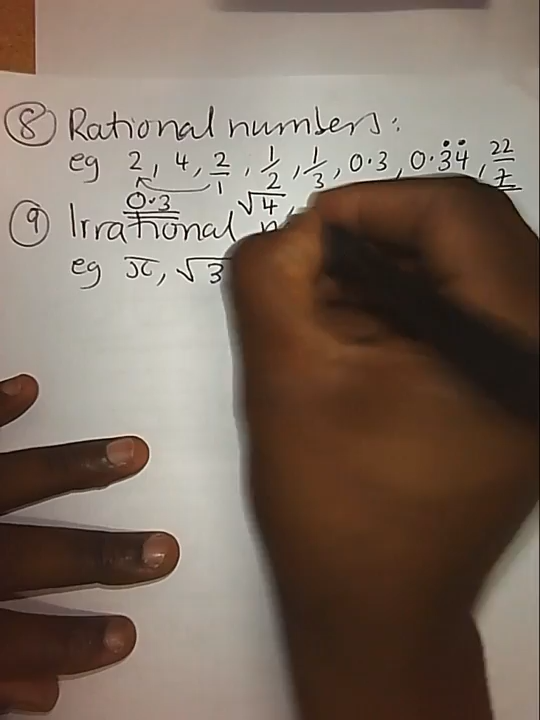 ⑧ Rational numbers:
eg 2, 4, 2/1, 1/2, 1/3, 0.3, 0.3̇4̇, 22/7
0.3 √4,
⑨ Irrational
eg π, √3